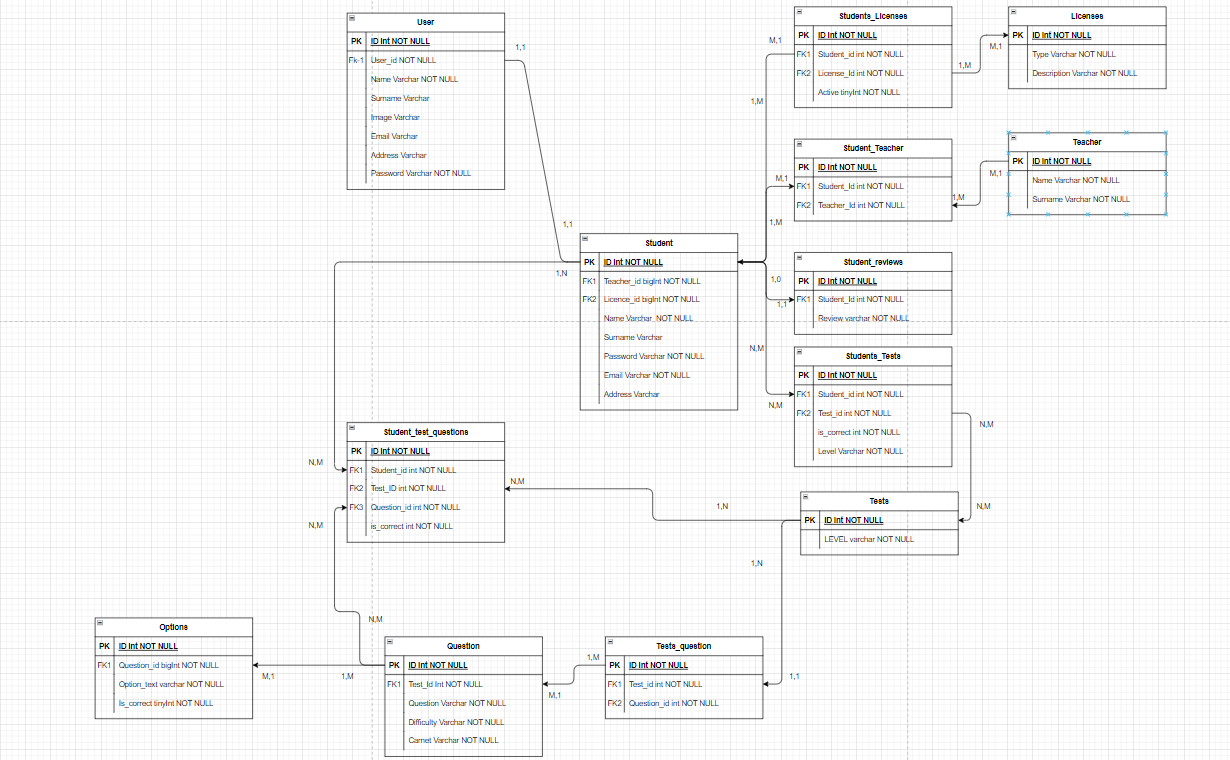 User
PK ID Int NOT NULL
Fk-1 User_id NOT NULL
Name Varchar NOT NULL
Surname Varchar
Image Varchar
Email Varchar
Address Varchar
Password Varchar NOT NULL
1,1
1,1
Students_Licenses
PK ID Int NOT NULL
FK1 Student_id int NOT NULL
FK2 License_Id int NOT NULL
Active tinyInt NOT NULL
M,1
1,M
1,M
M,1
Licenses
PK ID Int NOT NULL
Type Varchar NOT NULL
Description Varchar NOT NULL
Student_Teacher
PK ID Int NOT NULL
FK1 Student_Id int NOT NULL
FK2 Teacher_Id int NOT NULL
M,1
1,M
1,M
M,1
Teacher
PK ID Int NOT NULL
Name Varchar NOT NULL
Surname Varchar NOT NULL
Student
PK ID Int NOT NULL
FK1 Teacher_id bigInt NOT NULL
FK2 Licence_id bigInt NOT NULL
Name Varchar NOT NULL
Surname Varchar
Password Varchar NOT NULL
Email Varchar NOT NULL
Address Varchar
1,N
1,0
1,1
Student_reviews
PK ID Int NOT NULL
FK1 Student_Id int NOT NULL
Review varchar NOT NULL
N,M
N,M
Students_Tests
PK ID Int NOT NULL
FK1 Student_id int NOT NULL
FK2 Test_id int NOT NULL
is_correct int NOT NULL
Level Varchar NOT NULL
N,M
N,M
Student_test_questions
PK ID Int NOT NULL
FK1 Student_id int NOT NULL
FK2 Test_ID int NOT NULL
FK3 Question_id int NOT NULL
is_correct int NOT NULL
N,M
N,M
N,M
1,N
Tests
PK ID Int NOT NULL
LEVEL varchar NOT NULL
1,N
N,M
Options
PK ID Int NOT NULL
FK1 Question_id bigInt NOT NULL
Option_text varchar NOT NULL
Is_correct tinyInt NOT NULL
M,1
1,M
Question
PK ID Int NOT NULL
FK1 Test_Id Int NOT NULL
Question Varchar NOT NULL
Difficulty Varchar NOT NULL
Carnet Varchar NOT NULL
1,M
M,1
Tests_question
PK ID Int NOT NULL
FK1 Test_id int NOT NULL
FK2 Question_id int NOT NULL
1,1